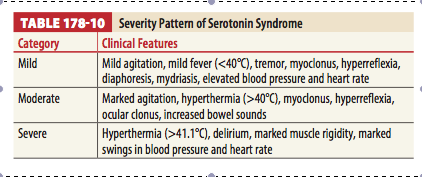 TABLE 178-10 Severity Pattern of Serotonin Syndrome
Category Clinical Features
Mild Mild agitation, mild fever (<40°C), tremor, myoclonus, hyperreflexia,
diaphoresis, mydriasis, elevated blood pressure and heart rate
Moderate Marked agitation, hyperthermia (>40°C), myoclonus, hyperreflexia,
ocular clonus, increased bowel sounds
Severe Hyperthermia (>41.1°C), delirium, marked muscle rigidity, marked
swings in blood pressure and heart rate